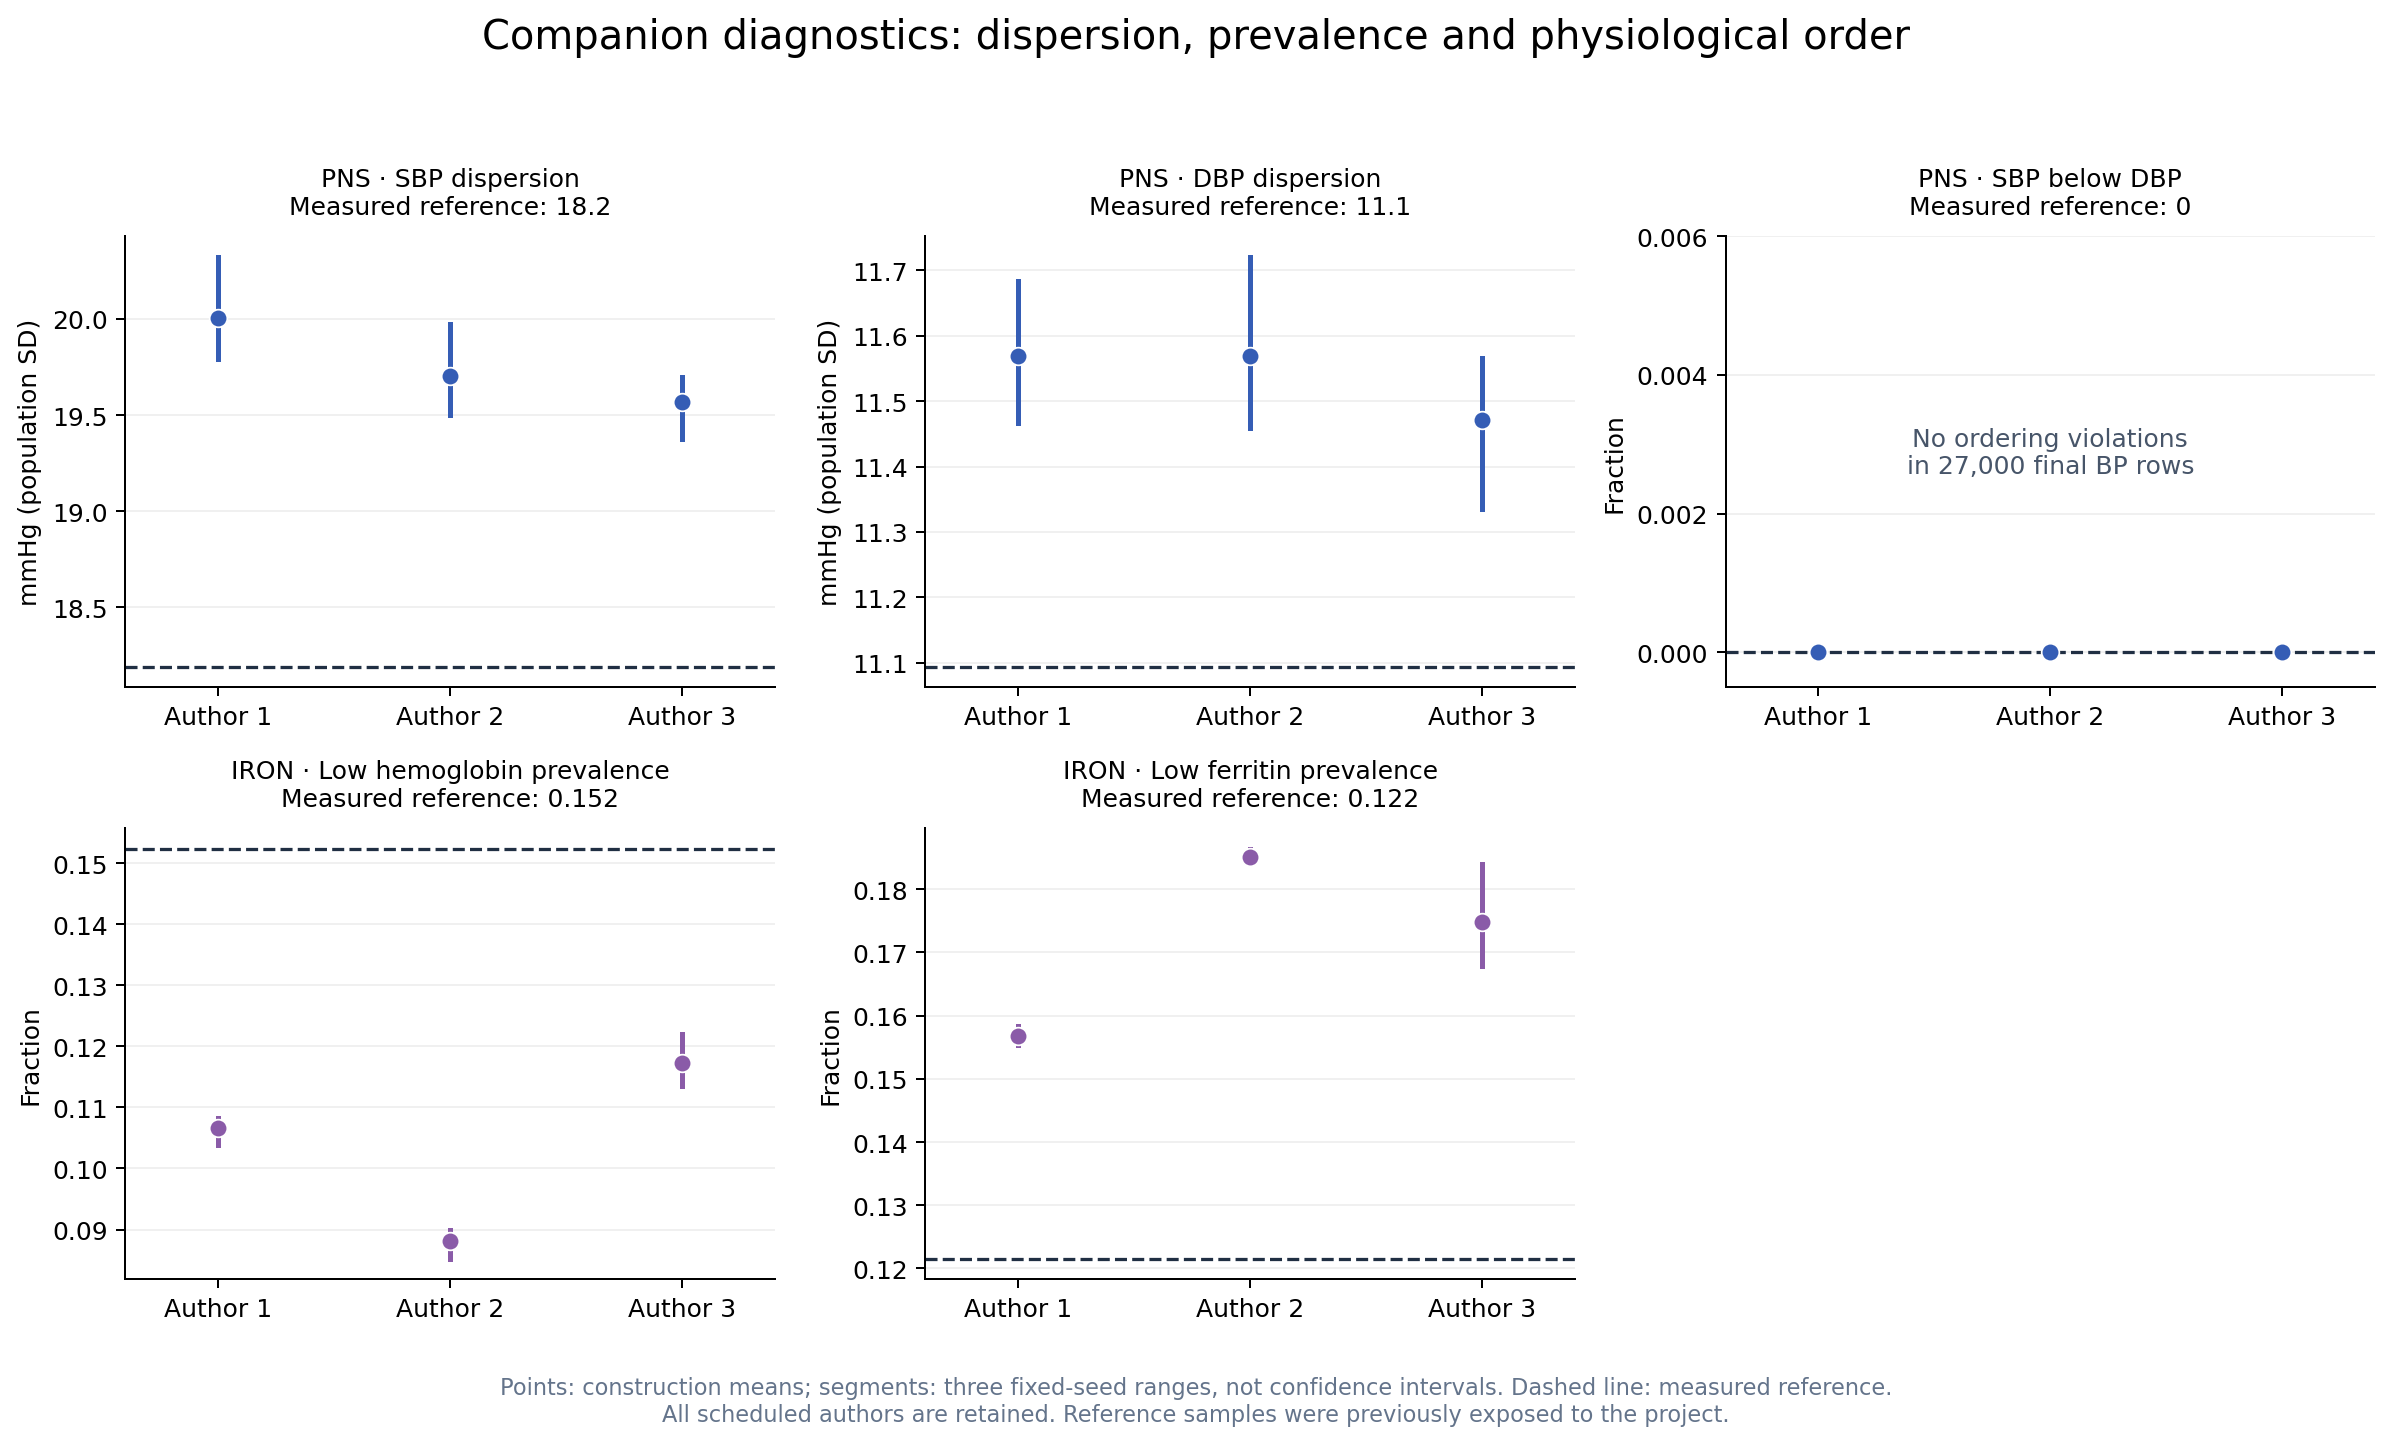 Companion diagnostics: dispersion, prevalence and physiological order
PNS · SBP dispersion
Measured reference: 18.2
mmHg (population SD)
20.0
19.5
19.0
18.5
Author 1
Author 2
Author 3
PNS · DBP dispersion
Measured reference: 11.1
mmHg (population SD)
11.7
11.6
11.5
11.4
11.3
11.2
11.1
Author 1
Author 2
Author 3
PNS · SBP below DBP
Measured reference: 0
Fraction
0.006
0.004
0.002
0.000
No ordering violations
in 27,000 final BP rows
Author 1
Author 2
Author 3
IRON · Low hemoglobin prevalence
Measured reference: 0.152
Fraction
0.15
0.14
0.13
0.12
0.11
0.10
0.09
Author 1
Author 2
Author 3
IRON · Low ferritin prevalence
Measured reference: 0.122
Fraction
0.18
0.17
0.16
0.15
0.14
0.13
0.12
Author 1
Author 2
Author 3
Points: construction means; segments: three fixed-seed ranges, not confidence intervals. Dashed line: measured reference.
All scheduled authors are retained. Reference samples were previously exposed to the project.